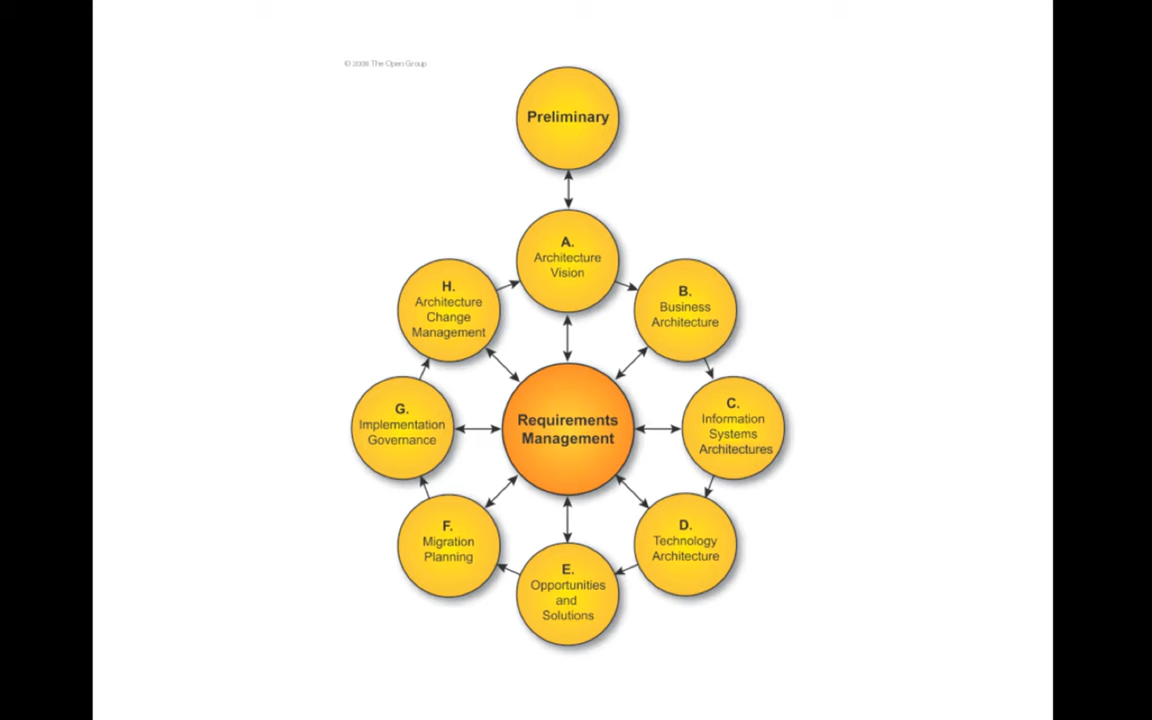 © 2008 The Open Group
Preliminary
A.
Architecture
Vision
B.
Business
Architecture
C.
Information
Systems
Architectures
D.
Technology
Architecture
E.
Opportunities
and
Solutions
F.
Migration
Planning
G.
Implementation
Governance
H.
Architecture
Change
Management
Requirements
Management